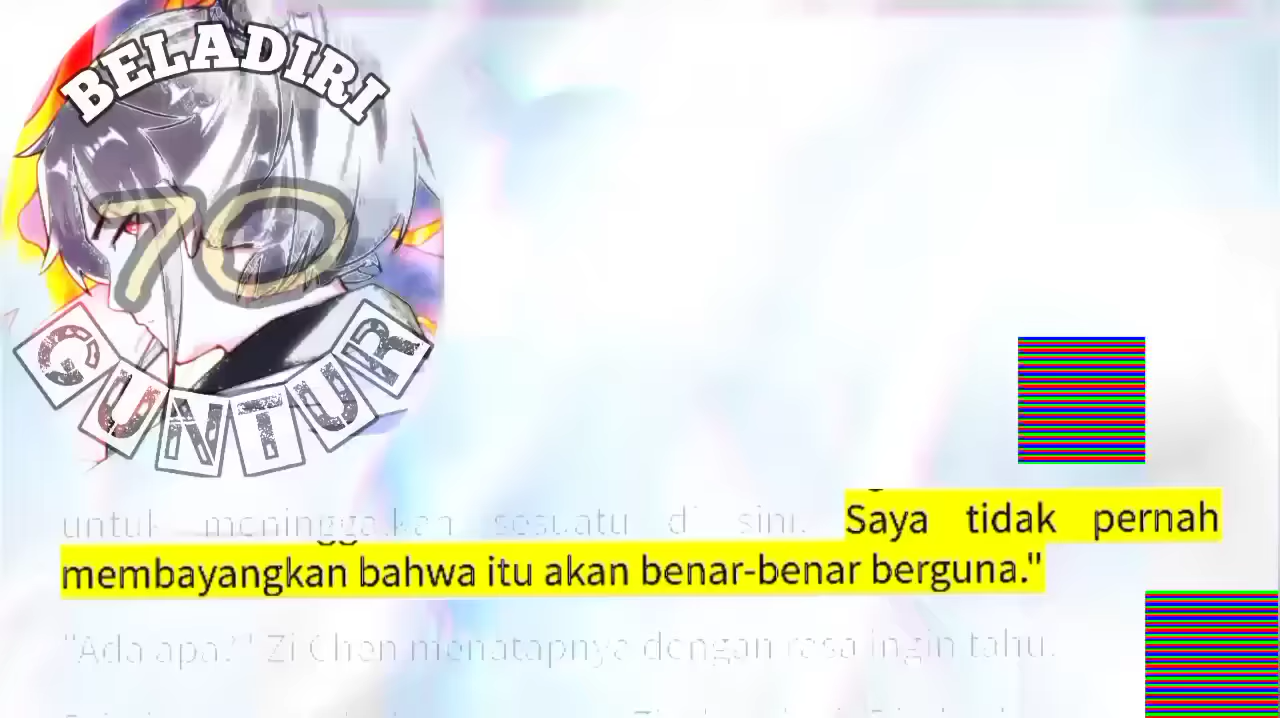 BELADIRI
70
GUNTUR
untuk meninggalkan sesuatu di sini. Saya tidak pernah
membayangkan bahwa itu akan benar-benar berguna."
"Ada apa?" Zi Chen menatapnya dengan rasa ingin tahu.